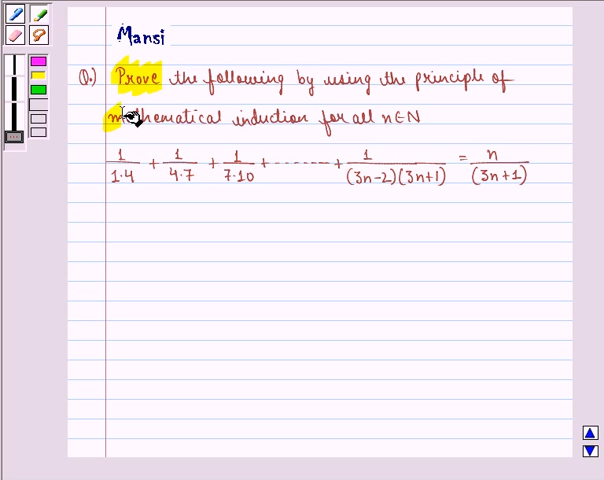 Mansi
Q.) Prove the following by using the principle of
mathematical induction for all n∈N
1/(1·4) + 1/(4·7) + 1/(7·10) + ------- + 1/((3n-2)(3n+1)) = n/(3n+1)